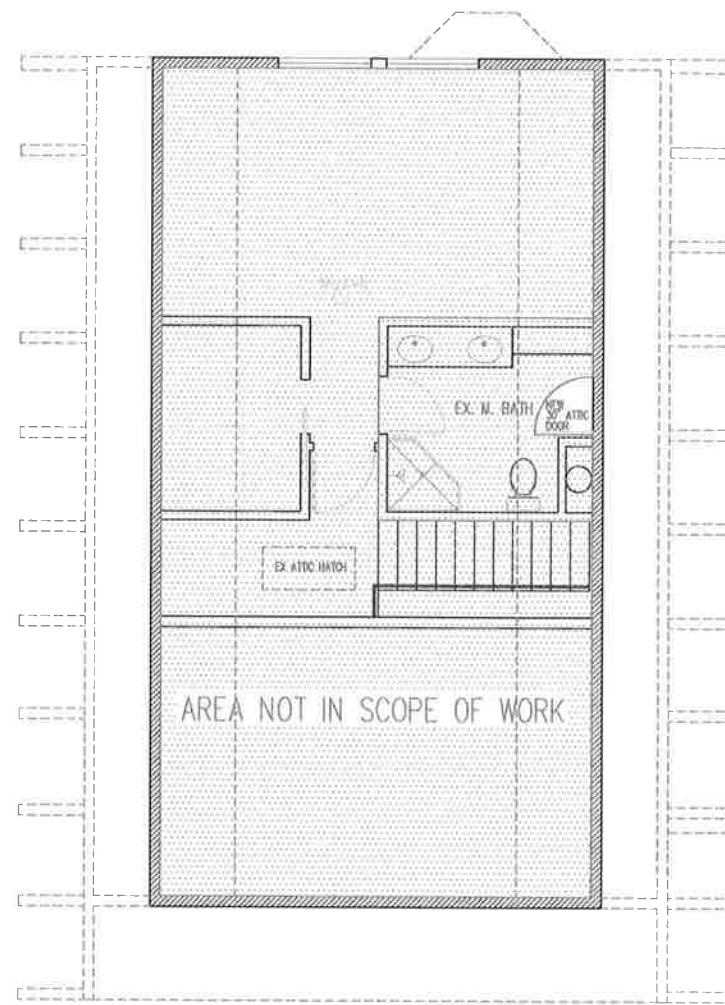 EX. M. BATH
NEW
30" ATTIC
DOOR
EX ATTIC HATCH
AREA NOT IN SCOPE OF WORK